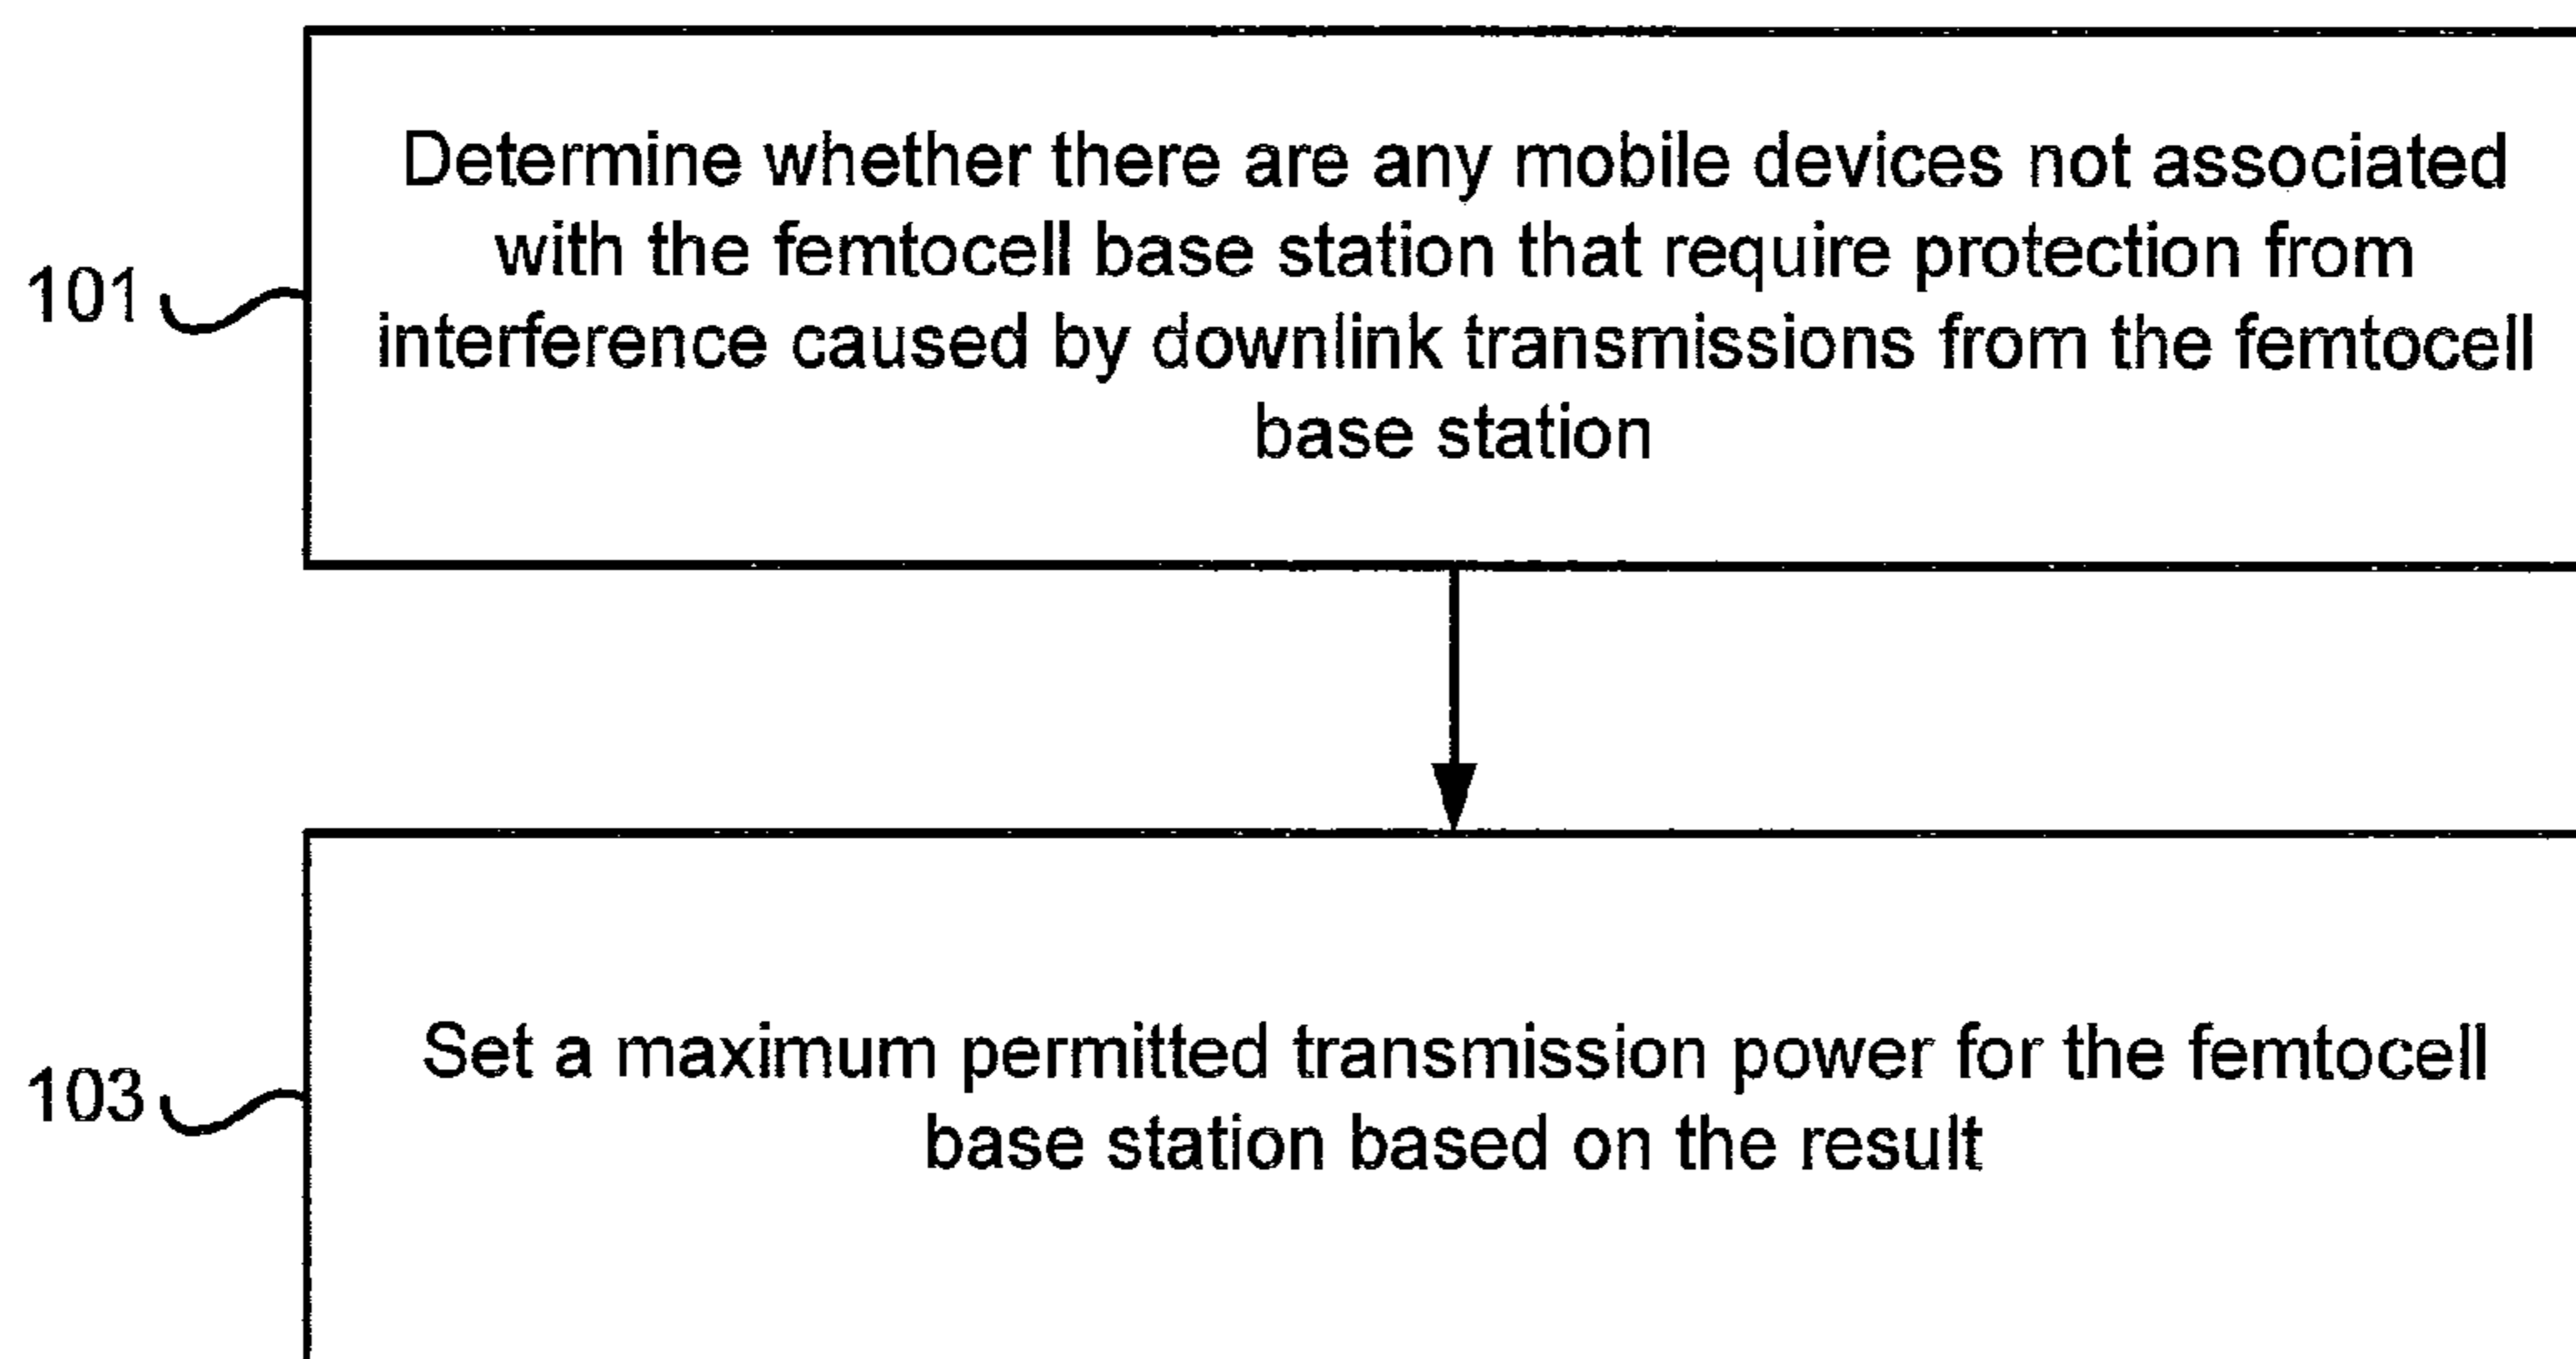 Determine whether there are any mobile devices not associated
with the femtocell base station that require protection from
101
interference caused by downlink transmissions from the femtocell
base station
Set a maximum permitted transmission power for the femtocell
103
base station based on the result